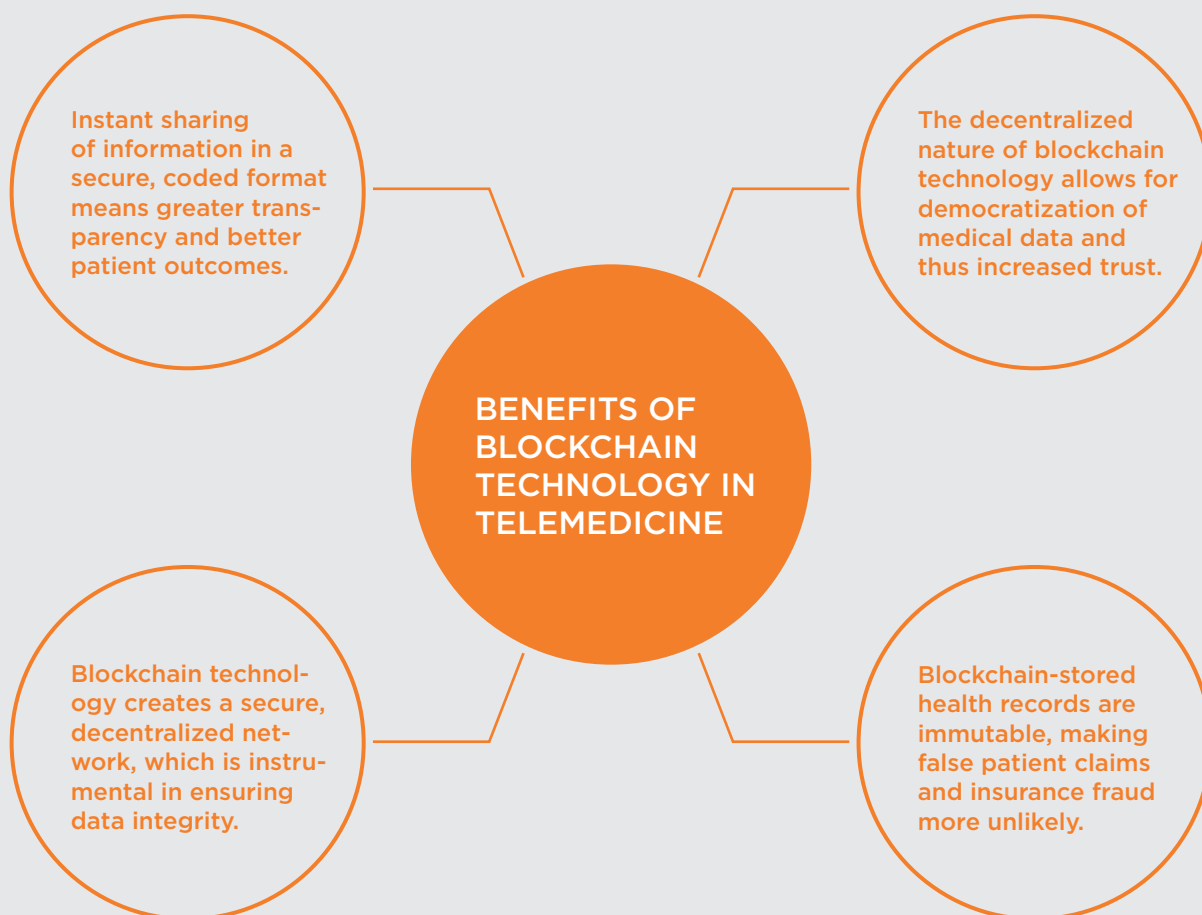 Instant sharing
of information in a
secure, coded format
means greater trans-
parency and better
patient outcomes.
The decentralized
nature of blockchain
technology allows for
democratization of
medical data and
thus increased trust.
BENEFITS OF
BLOCKCHAIN
TECHNOLOGY IN
TELEMEDICINE
Blockchain technol-
ogy creates a secure,
decentralized net-
work, which is instru-
mental in ensuring
data integrity.
Blockchain-stored
health records are
immutable, making
false patient claims
and insurance fraud
more unlikely.